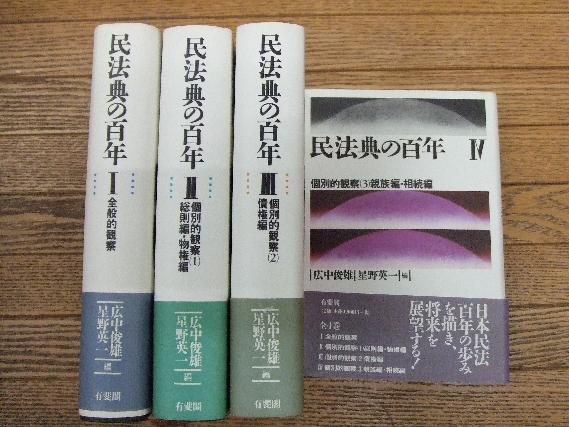 民法典の百年
I
全般的観察
広中俊雄
星野英一
編
有斐閣
民法典の百年
II
個別的観察(1)
総則編・物権編
広中俊雄
星野英一
編
有斐閣
民法典の百年
III
個別的観察(2)
債権編
広中俊雄
星野英一
編
有斐閣
民法典の百年 IV
個別的観察(3)親族編・相続編
広中俊雄 星野英一 編
有斐閣
日本民法
百年の歩み
を描き、
将来を
展望する!
全4巻
I 全般的観察
II 個別的観察(1)総則編・物権編
III 個別的観察(2)債権編
IV 個別的観察(3)親族編・相続編